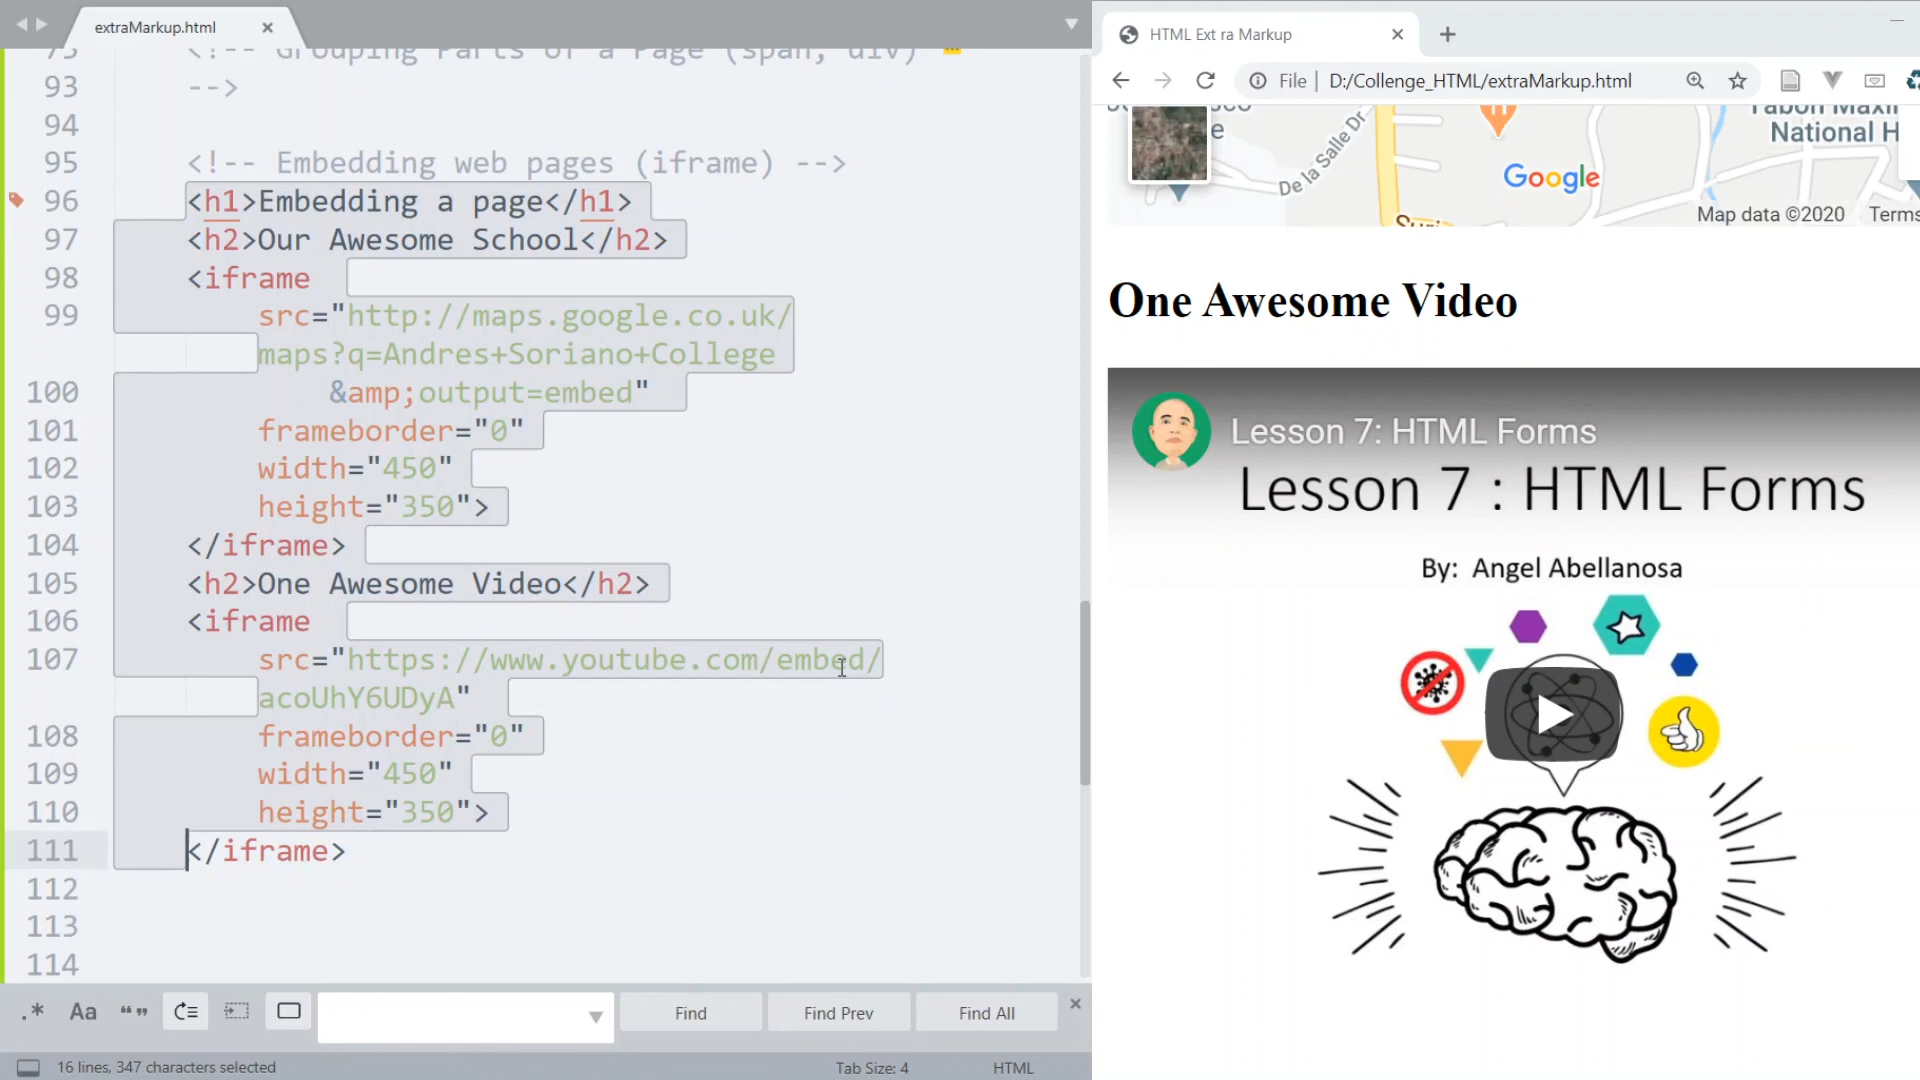 extraMarkup.html
93 -->
94
95 <!-- Embedding web pages (iframe) -->
96 <h1>Embedding a page</h1>
97 <h2>Our Awesome School</h2>
98 <iframe
99 src="http://maps.google.co.uk/
maps?q=Andres+Soriano+College
100 &amp;output=embed"
101 frameborder="0"
102 width="450"
103 height="350">
104 </iframe>
105 <h2>One Awesome Video</h2>
106 <iframe
107 src="https://www.youtube.com/embed/
acoUhY6UDyA"
108 frameborder="0"
109 width="450"
110 height="350">
111 </iframe>
112
113
114
.* Aa “ ”
Find
Find Prev
Find All
16 lines, 347 characters selected
Tab Size: 4
HTML
HTML Ext ra Markup
File | D:/Collenge_HTML/extraMarkup.html
National H
De la Salle Dr
Google
Map data ©2020 Terms
One Awesome Video
Lesson 7: HTML Forms
Lesson 7 : HTML Forms
By: Angel Abellanosa